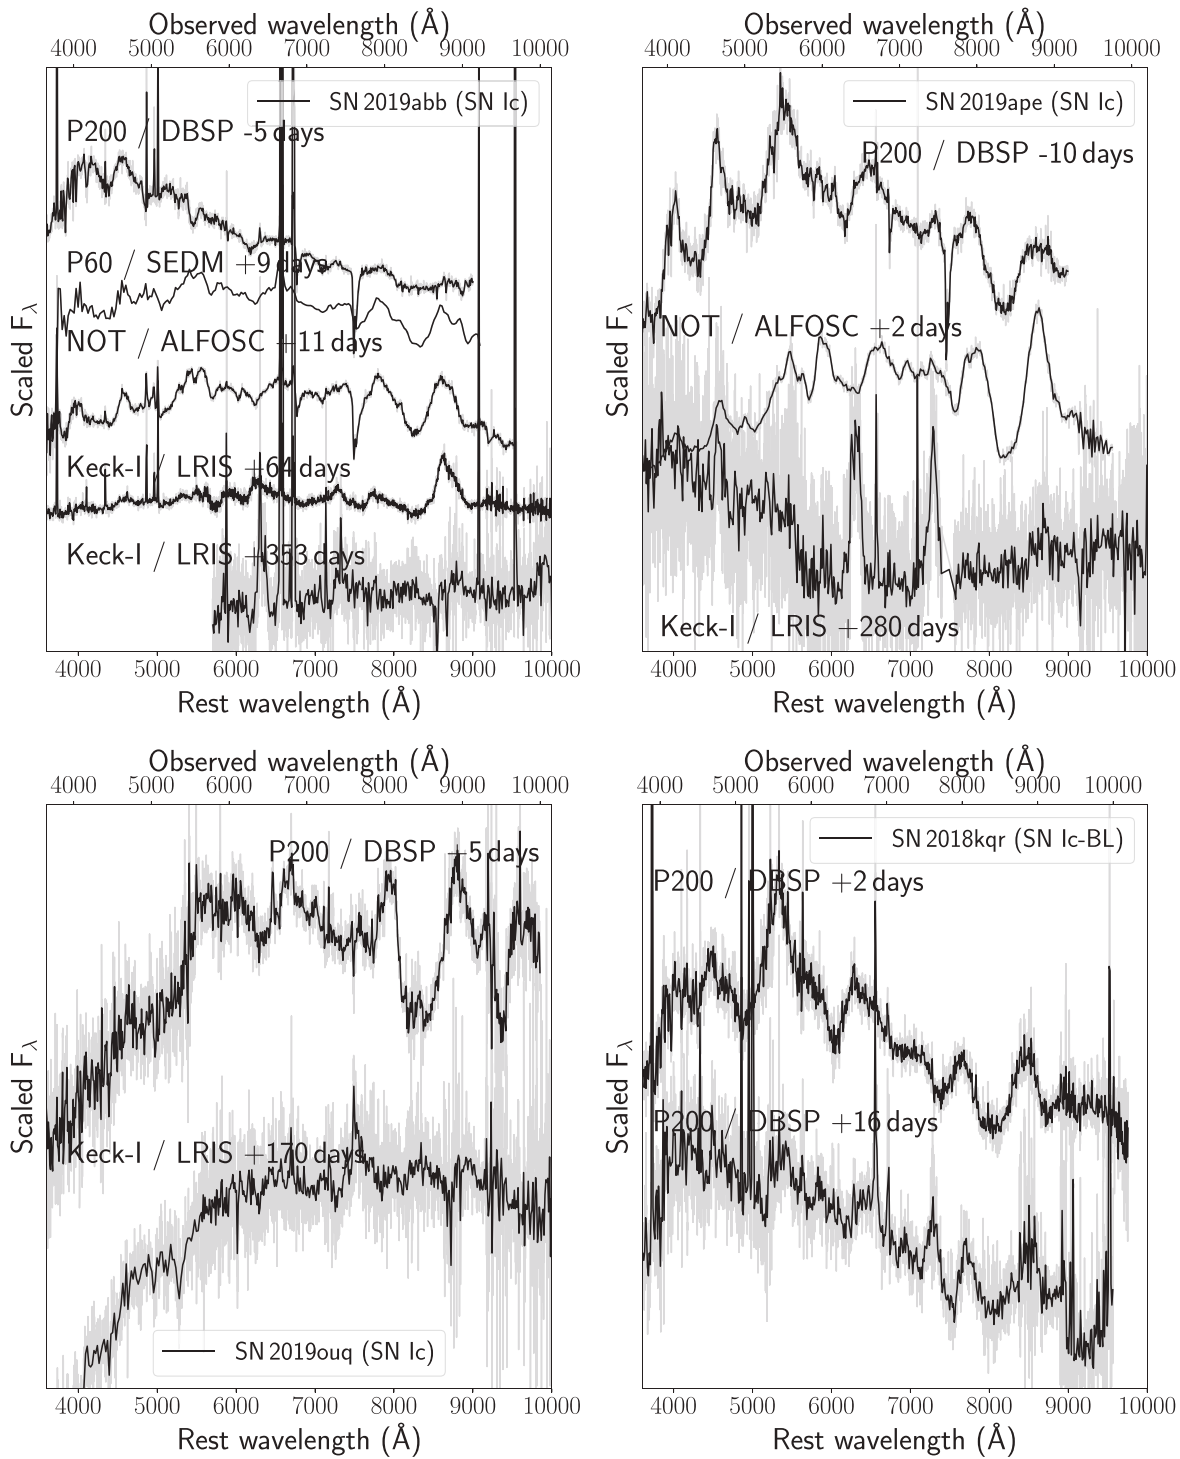 Observed wavelength (Å)
4000 5000 6000 7000 8000 9000 10000
SN 2019abb (SN Ic)
P200 / DBSP -5 days
P60 / SEDM +9 days
NOT / ALFOSC +11 days
Keck-I / LRIS +64 days
Keck-I / LRIS +353 days
Scaled Fλ
4000 5000 6000 7000 8000 9000 10000
Rest wavelength (Å)
Observed wavelength (Å)
4000 5000 6000 7000 8000 9000 10000
SN 2019ape (SN Ic)
P200 / DBSP -10 days
NOT / ALFOSC +2 days
Keck-I / LRIS +280 days
Scaled Fλ
4000 5000 6000 7000 8000 9000 10000
Rest wavelength (Å)
Observed wavelength (Å)
4000 5000 6000 7000 8000 9000 10000
P200 / DBSP +5 days
Keck-I / LRIS +170 days
SN 2019ouq (SN Ic)
Scaled Fλ
4000 5000 6000 7000 8000 9000 10000
Rest wavelength (Å)
Observed wavelength (Å)
4000 5000 6000 7000 8000 9000 10000
SN 2018kqr (SN Ic-BL)
P200 / DBSP +2 days
P200 / DBSP +16 days
Scaled Fλ
4000 5000 6000 7000 8000 9000 10000
Rest wavelength (Å)